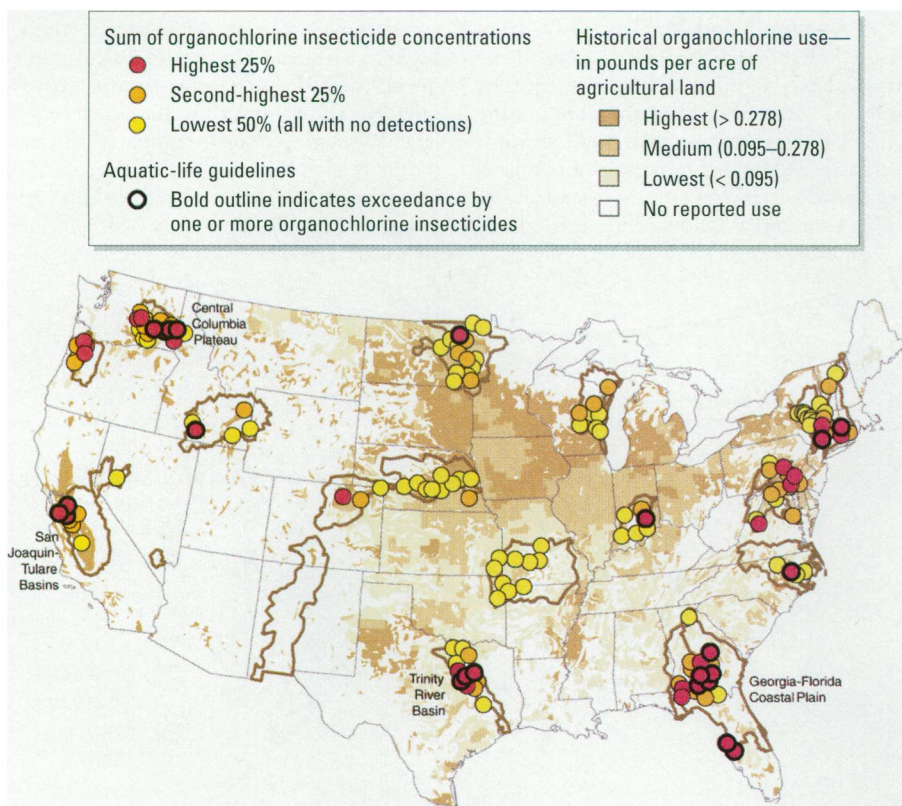 Sum of organochlorine insecticide concentrations
Highest 25%
Second-highest 25%
Lowest 50% (all with no detections)
Aquatic-life guidelines
Bold outline indicates exceedance by
one or more organochlorine insecticides
Historical organochlorine use—
in pounds per acre of
agricultural land
Highest (> 0.278)
Medium (0.095–0.278)
Lowest (< 0.095)
No reported use
Central
Columbia
Plateau
San
Joaquin-
Tulare
Basins
Trinity
River
Basin
Georgia-Florida
Coastal Plain